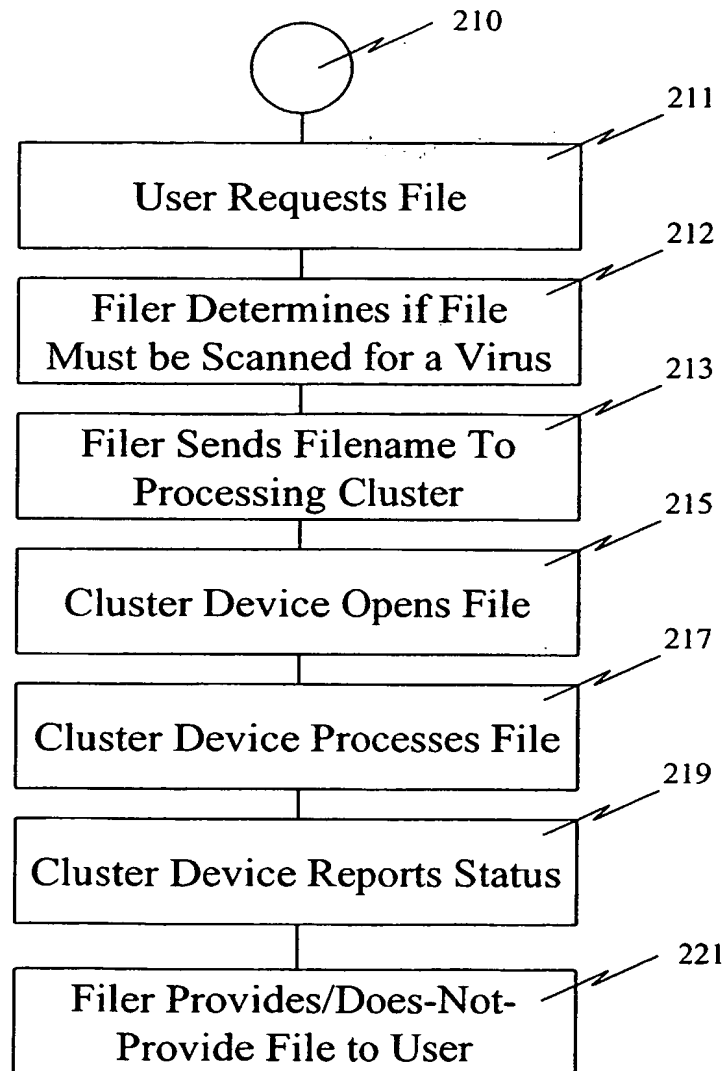 210
211
User Requests File
212
Filer Determines if File
Must be Scanned for a Virus
213
Filer Sends Filename To
Processing Cluster
215
Cluster Device Opens File
217
Cluster Device Processes File
219
Cluster Device Reports Status
221
Filer Provides/Does-Not-
Provide File to User